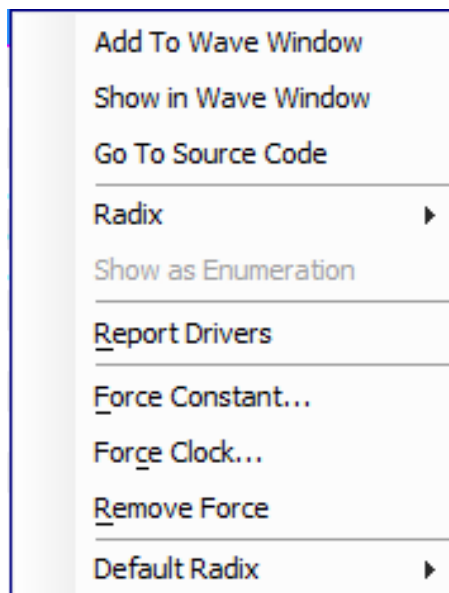 Add To Wave Window
Show in Wave Window
Go To Source Code
Radix
Show as Enumeration
Report Drivers
Force Constant...
Force Clock...
Remove Force
Default Radix